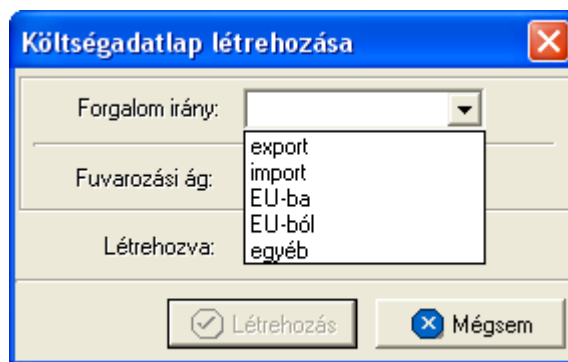 Költségadatlap létrehozása
Forgalom irány:
export
import
EU-ba
EU-ból
egyéb
Fuvarozási ág:
Létrehozva:
Létrehozás
Mégsem